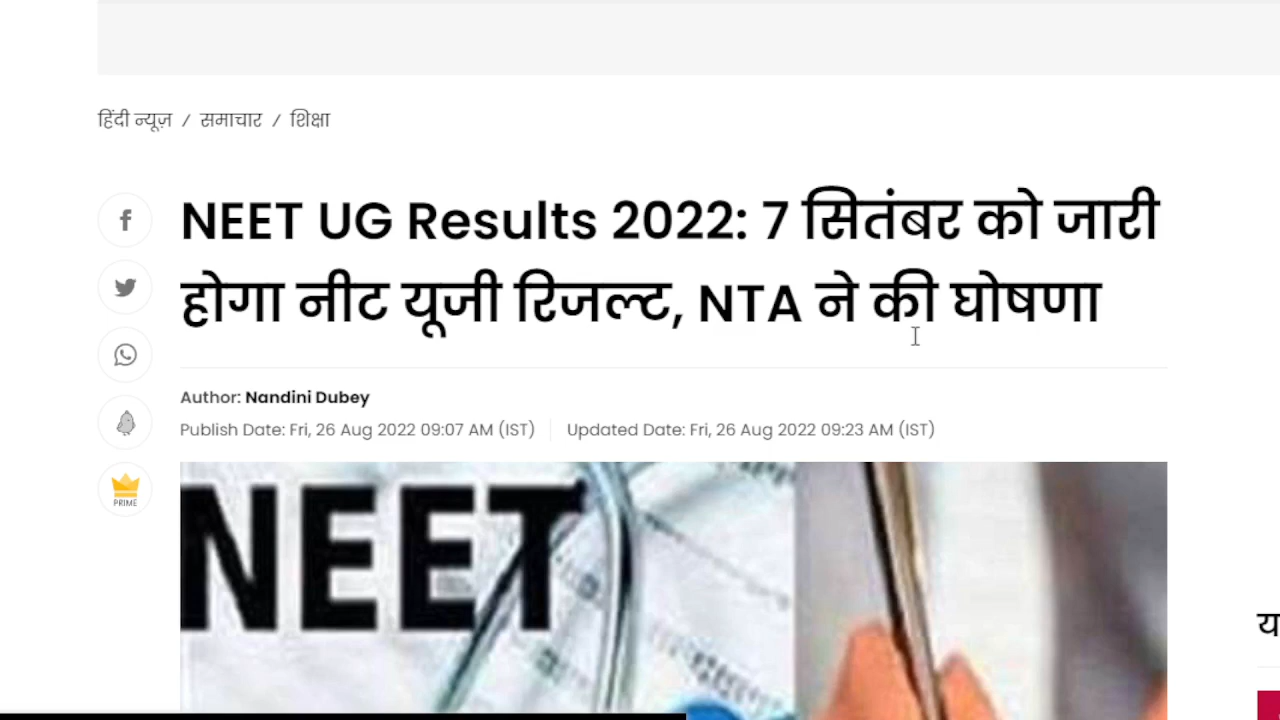 हिंदी न्यूज़ / समाचार / शिक्षा
NEET UG Results 2022: 7 सितंबर को जारी
होगा नीट यूजी रिजल्ट, NTA ने की घोषणा
Author: Nandini Dubey
Publish Date: Fri, 26 Aug 2022 09:07 AM (IST) Updated Date: Fri, 26 Aug 2022 09:23 AM (IST)
PRIME
NEET